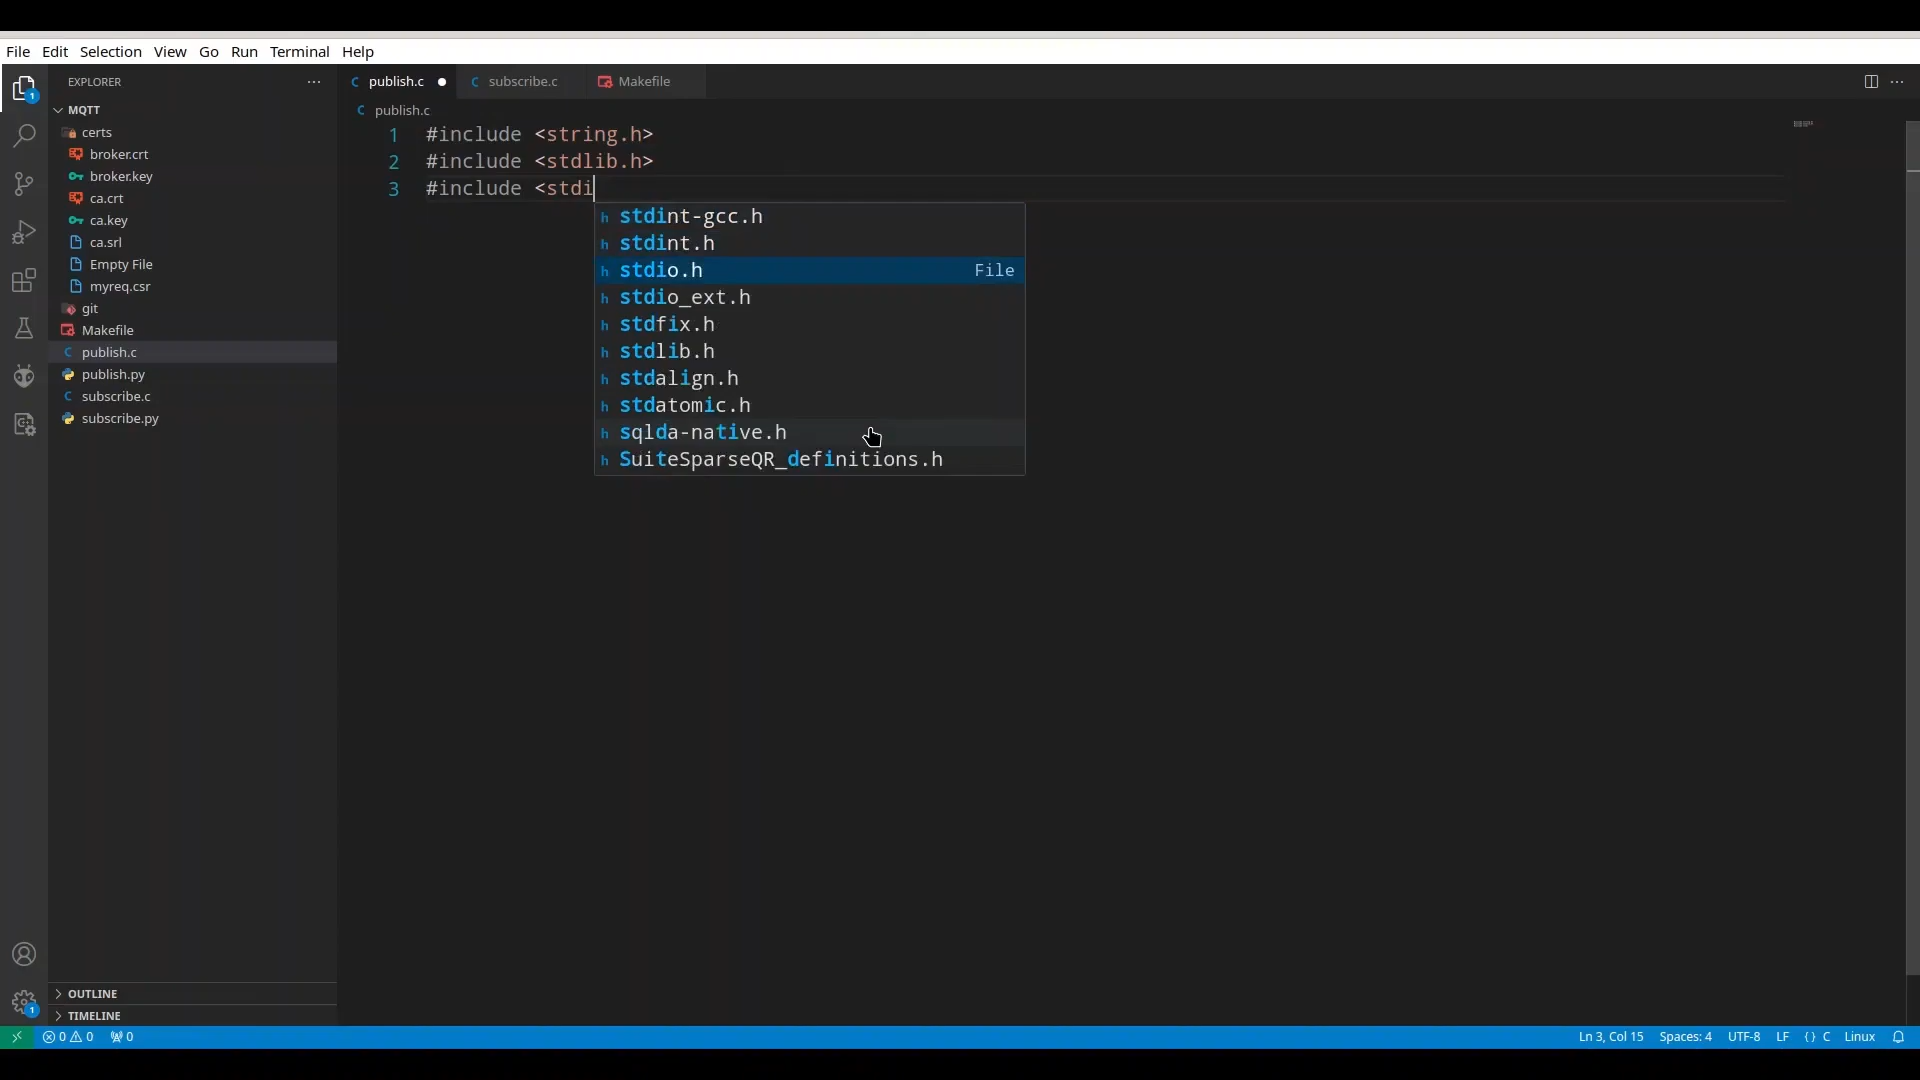 File Edit Selection View Go Run Terminal Help
EXPLORER
MQTT
certs
broker.crt
broker.key
ca.crt
ca.key
ca.srl
Empty File
myreq.csr
git
Makefile
publish.c
publish.py
subscribe.c
subscribe.py
OUTLINE
TIMELINE
publish.c subscribe.c Makefile
publish.c
1 #include <string.h>
2 #include <stdlib.h>
3 #include <stdi
stdint-gcc.h
stdint.h
stdio.h File
stdio_ext.h
stdfix.h
stdlib.h
stdalign.h
stdatomic.h
sqlda-native.h
SuiteSparseQR_definitions.h
0 0 0 Ln 3, Col 15 Spaces: 4 UTF-8 LF {} C Linux